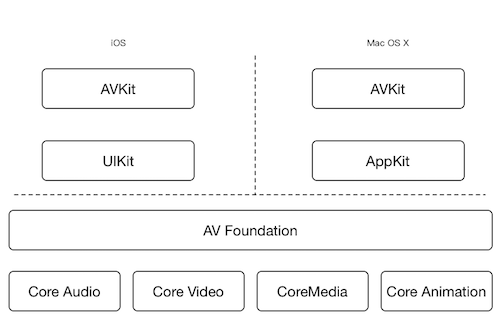 iOS
Mac OS X
AVKit
AVKit
UIKit
AppKit
AV Foundation
Core Audio
Core Video
CoreMedia
Core Animation